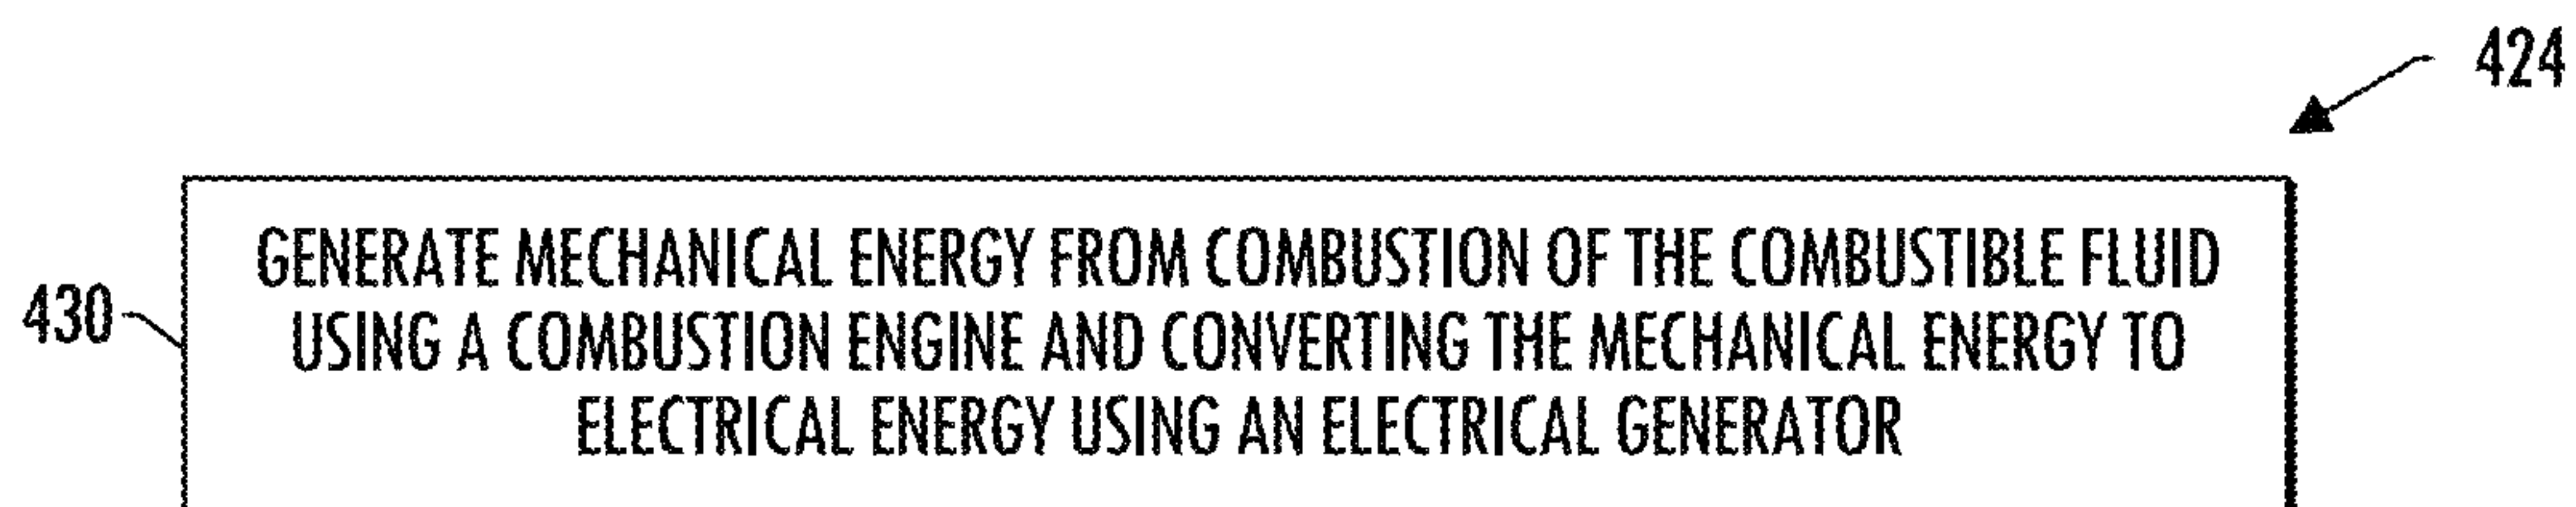 424
GENERATE MECHANICAL ENERGY FROM COMBUSTION OF THE COMBUSTIBLE FLUID
430
USING A COMBUSTION ENGINE AND CONVERTING THE MECHANICAL ENERGY TO
ELECTRICAL ENERGY USING AN ELECTRICAL GENERATOR